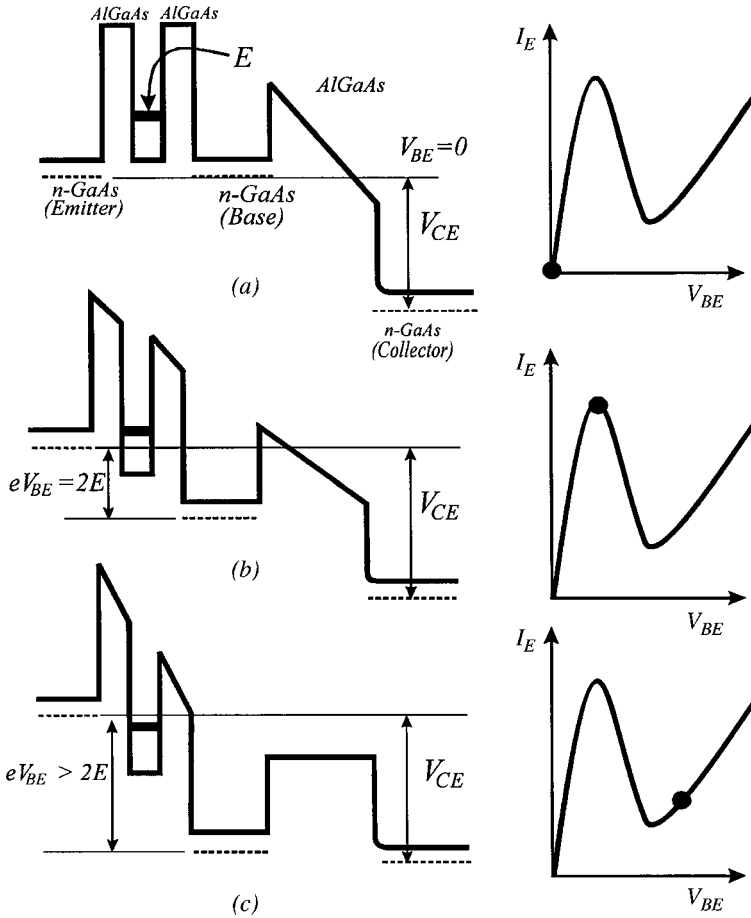 AlGaAs AlGaAs
E
AlGaAs
V_BE=0
n-GaAs
(Emitter)
n-GaAs
(Base)
V_CE
(a)
n-GaAs
(Collector)
I_E
V_BE
eV_BE=2E
V_CE
(b)
I_E
V_BE
eV_BE > 2E
V_CE
(c)
I_E
V_BE